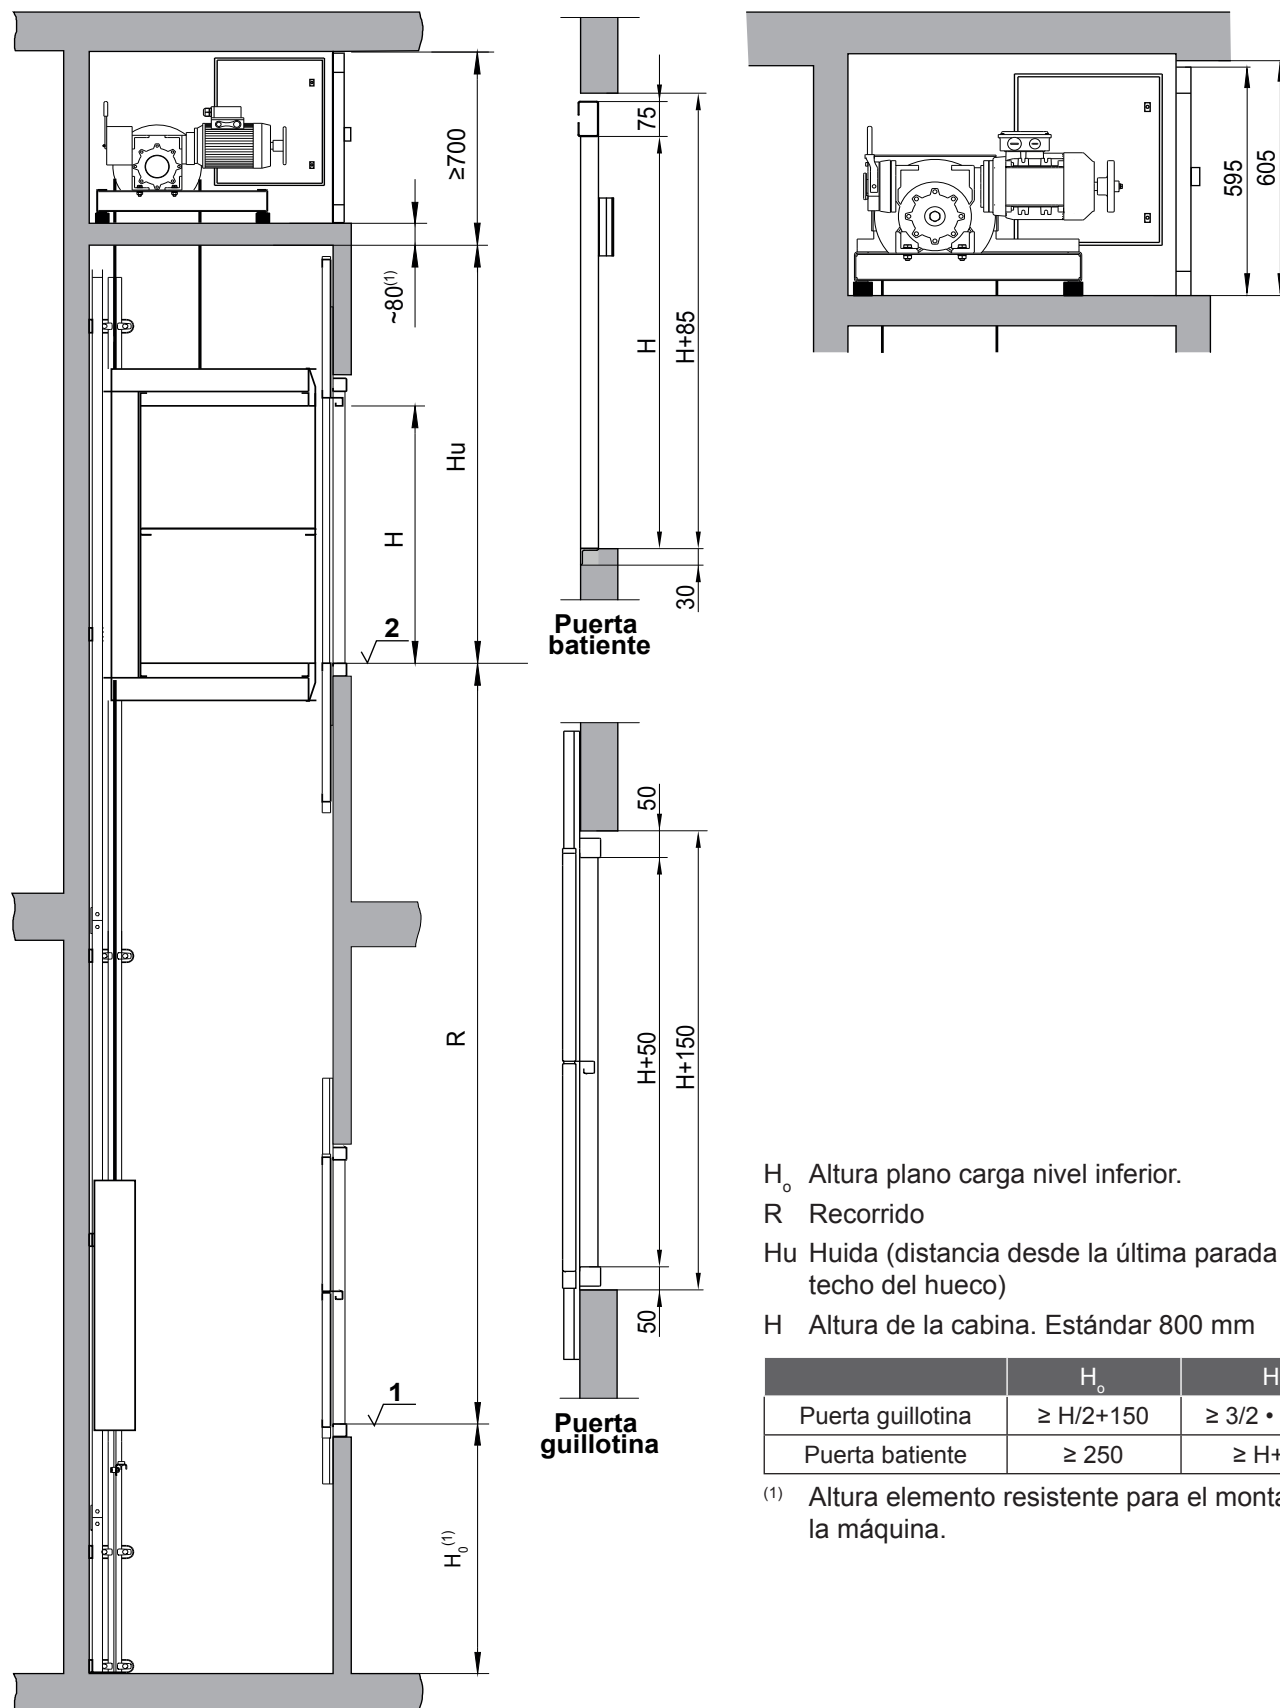 ≥700
~80(1)
Hu
H
2
R
1
H0(1)
75
H
H+85
30
Puerta
batiente
50
H+50
H+150
50
Puerta
guillotina
595
605
Ho Altura plano carga nivel inferior.
R Recorrido
Hu Huida (distancia desde la última parada
techo del hueco)
H Altura de la cabina. Estándar 800 mm
Ho H
Puerta guillotina ≥ H/2+150 ≥ 3/2 •
Puerta batiente ≥ 250 ≥ H+
(1) Altura elemento resistente para el
la máquina.